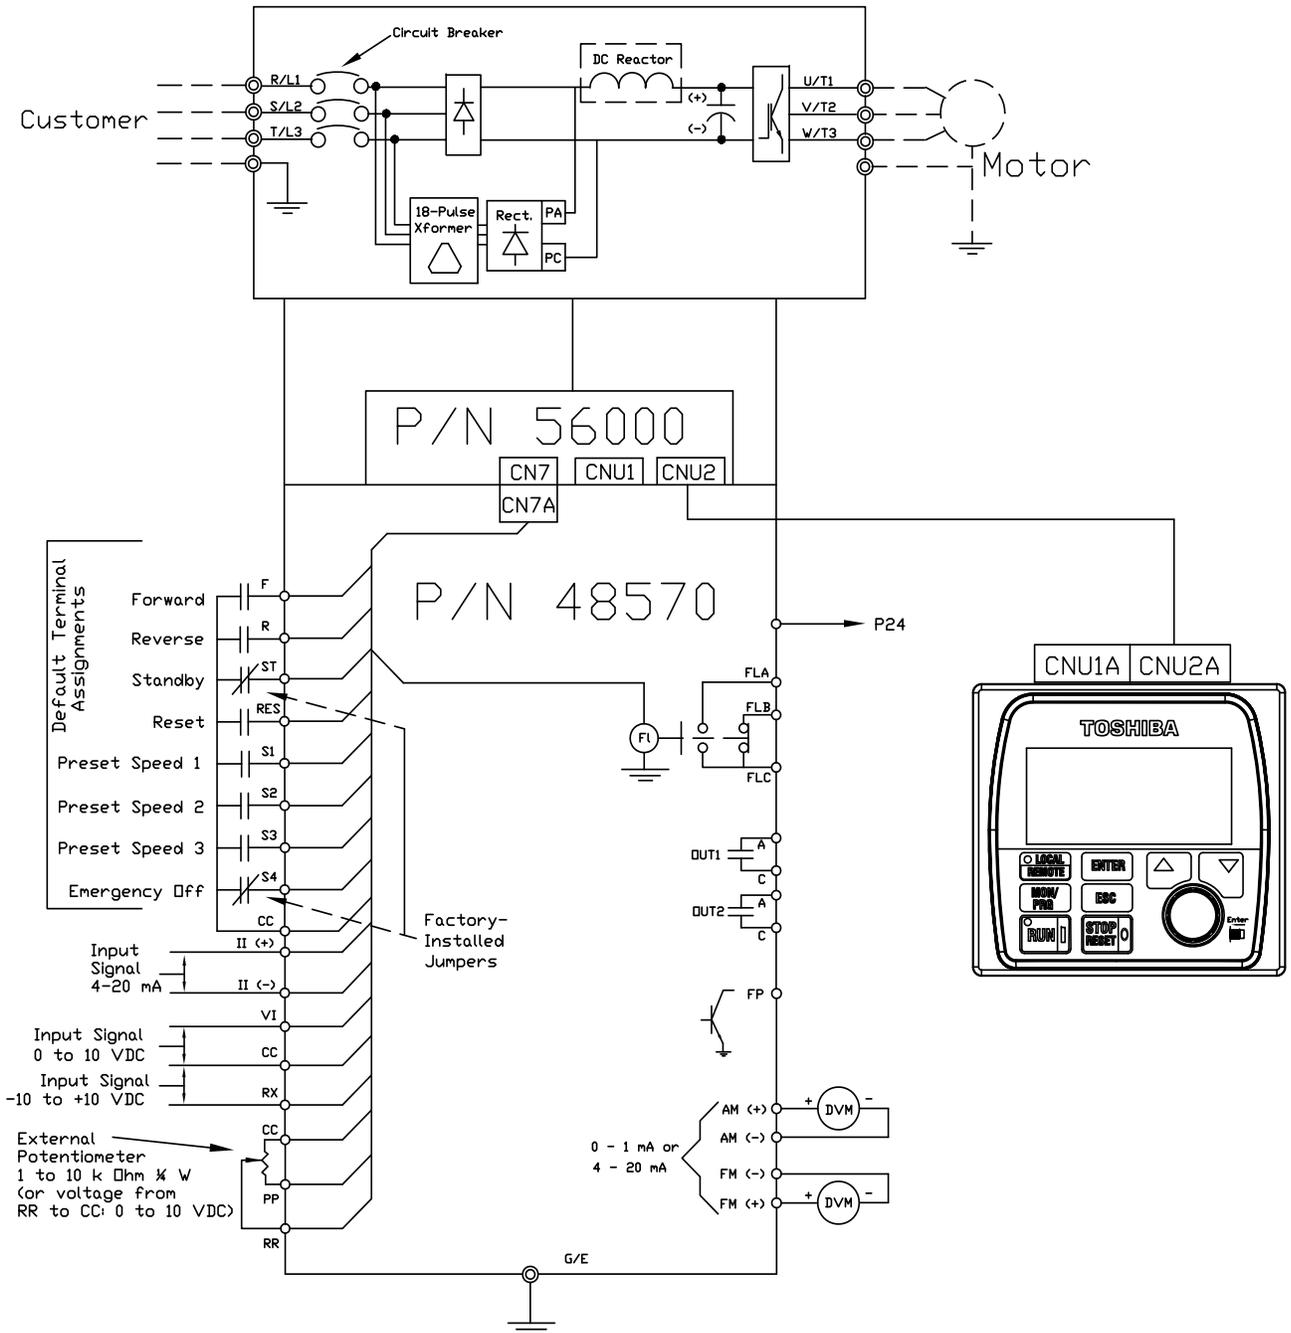 Circuit Breaker
DC Reactor
R/L1
S/L2
T/L3
Customer
(+)
(-)
U/T1
V/T2
W/T3
Motor
18-Pulse
Xformer
Rect.
PA
PC
P/N 56000
CN7
CNU1
CNU2
CN7A
Default Terminal
Assignments
P/N 48570
Forward
F
Reverse
R
Standby
ST
Reset
RES
Preset Speed 1
S1
Preset Speed 2
S2
Preset Speed 3
S3
Emergency Off
S4
CC
Factory-
Installed
Jumpers
P24
FLA
FLB
FLC
Fl
OUT1
A
C
OUT2
A
C
FP
CNU1A
CNU2A
TOSHIBA
LOCAL
REMOTE
ENTER
MON/
PRG
ESC
RUN
STOP
RESET
Enter
Input
Signal
4-20 mA
II (+)
II (-)
Input Signal
0 to 10 VDC
VI
CC
Input Signal
-10 to +10 VDC
RX
External
Potentiometer
1 to 10 k Ohm ¼ W
(or voltage from
RR to CC: 0 to 10 VDC)
CC
PP
RR
0 - 1 mA or
4 - 20 mA
AM (+)
AM (-)
FM (-)
FM (+)
+ DVM -
+ DVM -
G/E